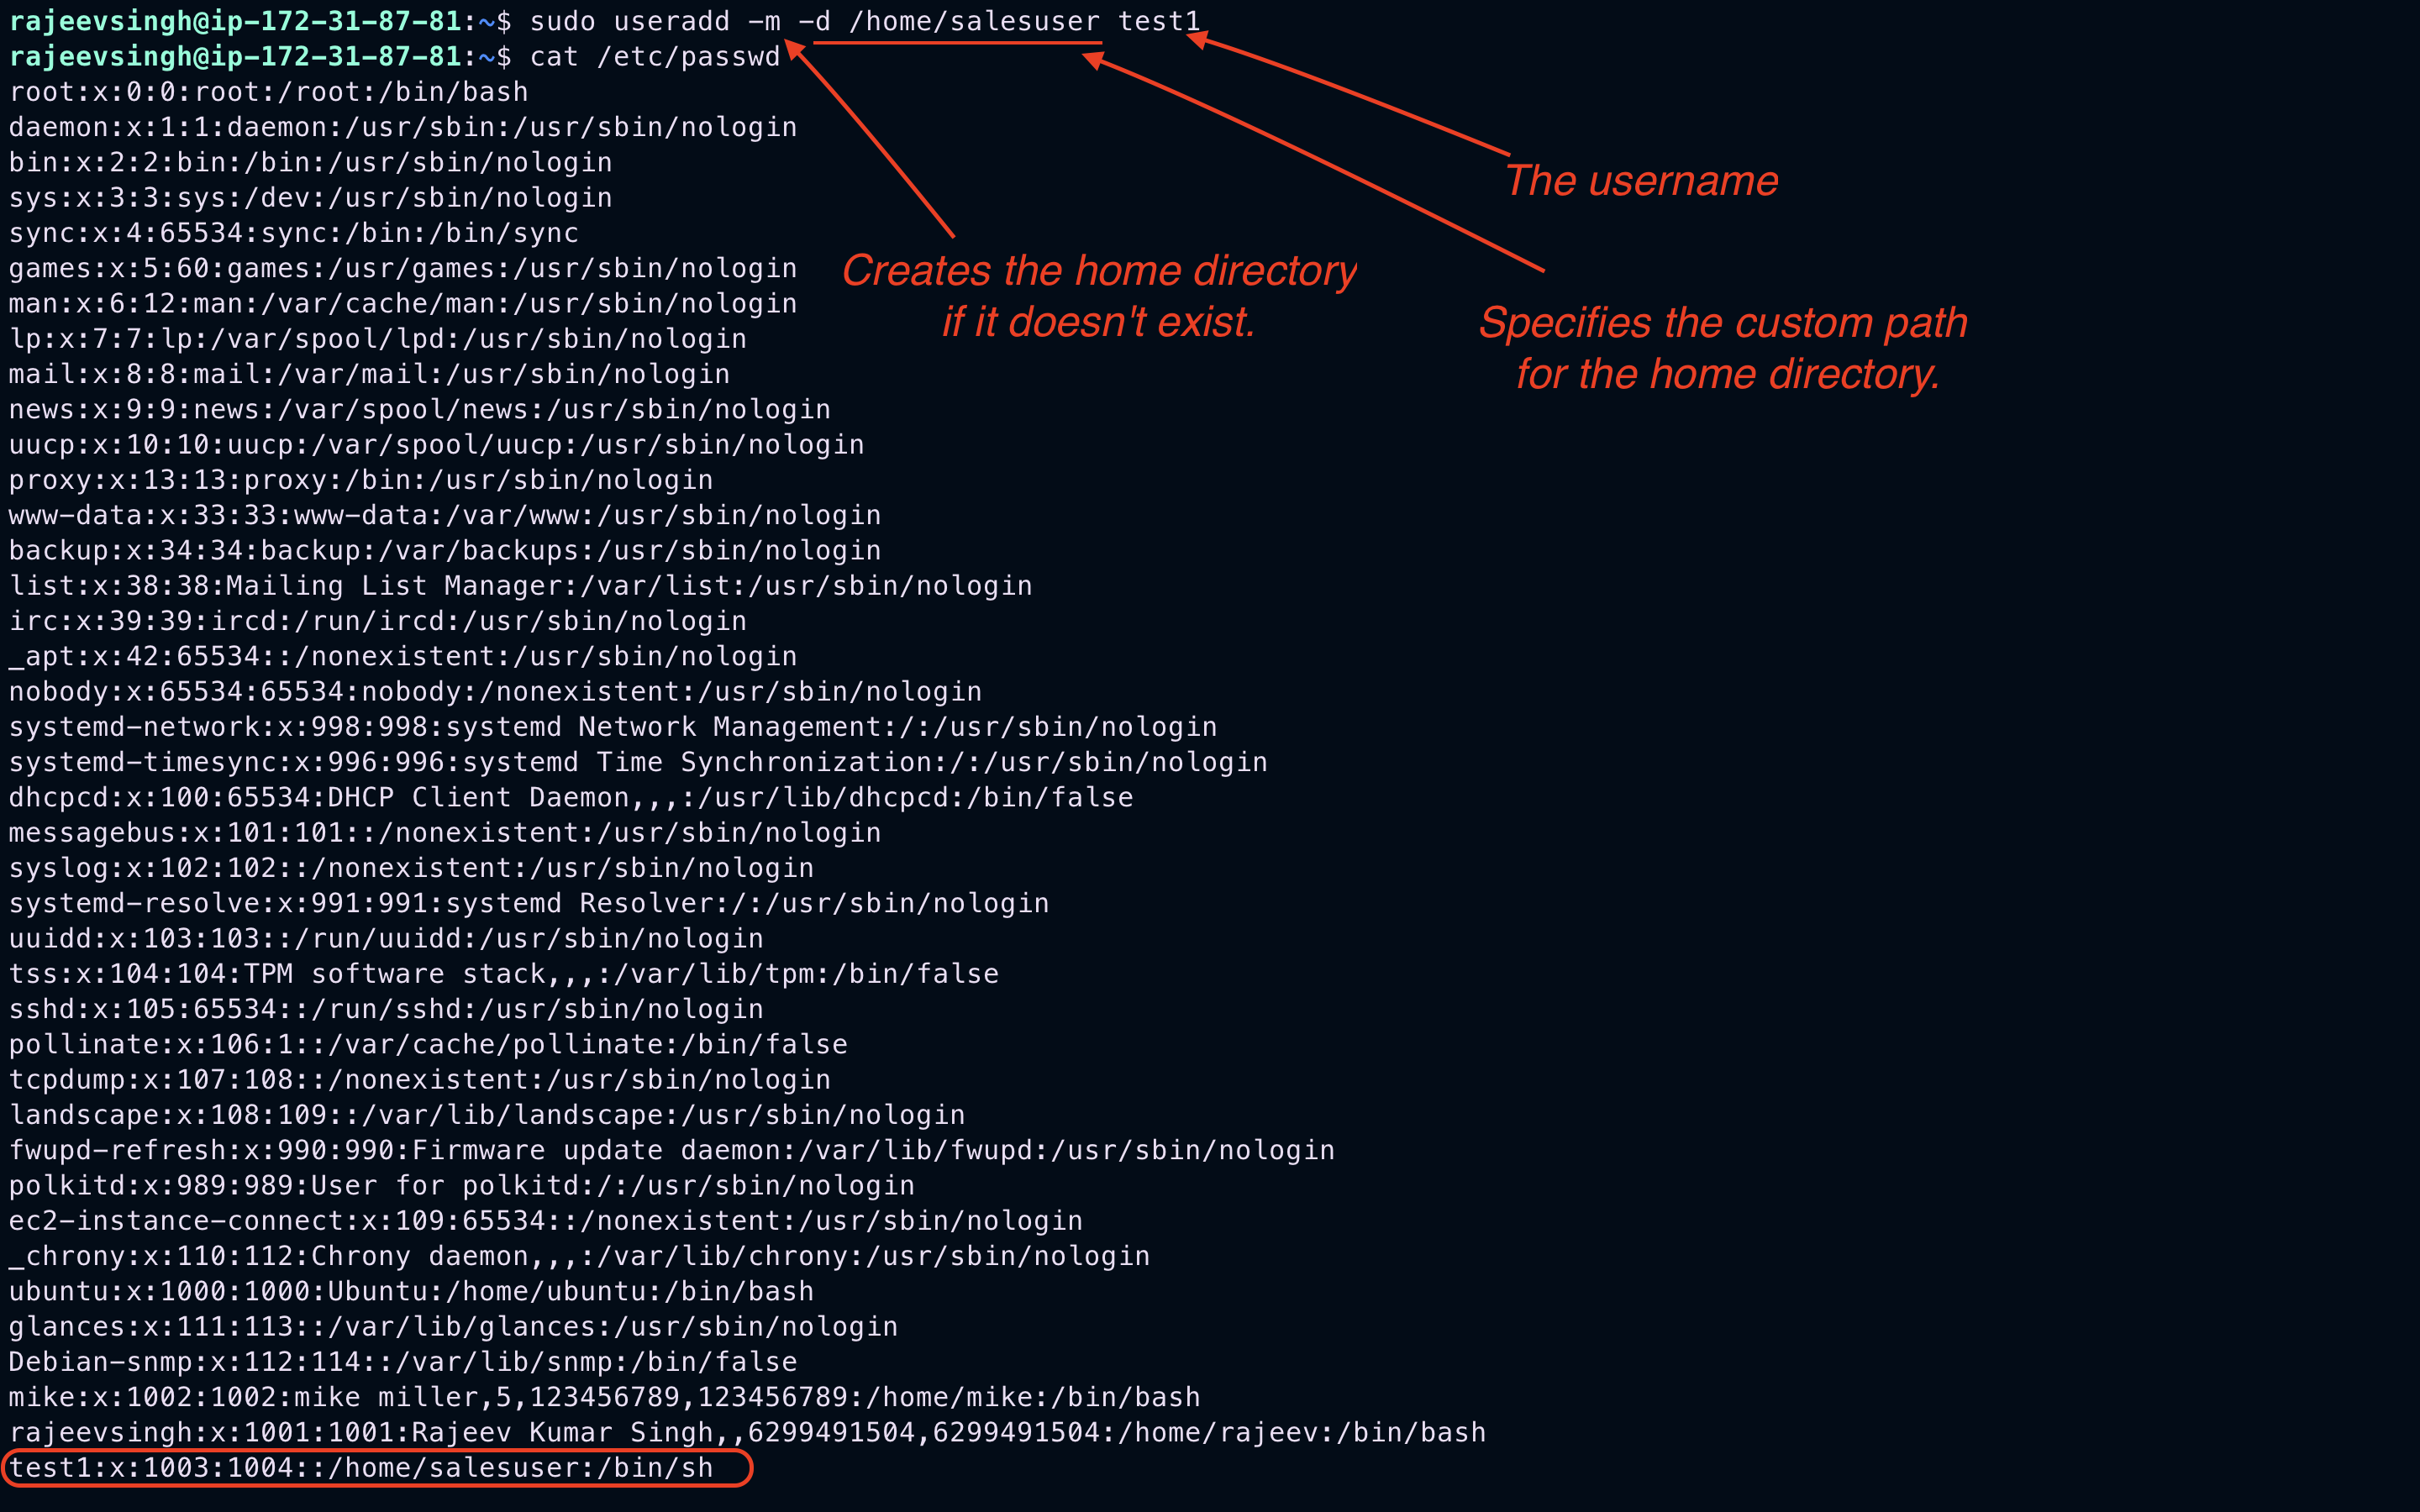 rajeevsingh@ip-172-31-87-81:~$ sudo useradd -m -d /home/salesuser test1
rajeevsingh@ip-172-31-87-81:~$ cat /etc/passwd
root:x:0:0:root:/root:/bin/bash
daemon:x:1:1:daemon:/usr/sbin:/usr/sbin/nologin
bin:x:2:2:bin:/bin:/usr/sbin/nologin
sys:x:3:3:sys:/dev:/usr/sbin/nologin
sync:x:4:65534:sync:/bin:/bin/sync
games:x:5:60:games:/usr/games:/usr/sbin/nologin
man:x:6:12:man:/var/cache/man:/usr/sbin/nologin
lp:x:7:7:lp:/var/spool/lpd:/usr/sbin/nologin
mail:x:8:8:mail:/var/mail:/usr/sbin/nologin
news:x:9:9:news:/var/spool/news:/usr/sbin/nologin
uucp:x:10:10:uucp:/var/spool/uucp:/usr/sbin/nologin
proxy:x:13:13:proxy:/bin:/usr/sbin/nologin
www-data:x:33:33:www-data:/var/www:/usr/sbin/nologin
backup:x:34:34:backup:/var/backups:/usr/sbin/nologin
list:x:38:38:Mailing List Manager:/var/list:/usr/sbin/nologin
irc:x:39:39:ircd:/run/ircd:/usr/sbin/nologin
_apt:x:42:65534::/nonexistent:/usr/sbin/nologin
nobody:x:65534:65534:nobody:/nonexistent:/usr/sbin/nologin
systemd-network:x:998:998:systemd Network Management:/:/usr/sbin/nologin
systemd-timesync:x:996:996:systemd Time Synchronization:/:/usr/sbin/nologin
dhcpcd:x:100:65534:DHCP Client Daemon,,,:/usr/lib/dhcpcd:/bin/false
messagebus:x:101:101::/nonexistent:/usr/sbin/nologin
syslog:x:102:102::/nonexistent:/usr/sbin/nologin
systemd-resolve:x:991:991:systemd Resolver:/:/usr/sbin/nologin
uuidd:x:103:103::/run/uuidd:/usr/sbin/nologin
tss:x:104:104:TPM software stack,,,:/var/lib/tpm:/bin/false
sshd:x:105:65534::/run/sshd:/usr/sbin/nologin
pollinate:x:106:1::/var/cache/pollinate:/bin/false
tcpdump:x:107:108::/nonexistent:/usr/sbin/nologin
landscape:x:108:109::/var/lib/landscape:/usr/sbin/nologin
fwupd-refresh:x:990:990:Firmware update daemon:/var/lib/fwupd:/usr/sbin/nologin
polkitd:x:989:989:User for polkitd:/:/usr/sbin/nologin
ec2-instance-connect:x:109:65534::/nonexistent:/usr/sbin/nologin
_chrony:x:110:112:Chrony daemon,,,:/var/lib/chrony:/usr/sbin/nologin
ubuntu:x:1000:1000:Ubuntu:/home/ubuntu:/bin/bash
glances:x:111:113::/var/lib/glances:/usr/sbin/nologin
Debian-snmp:x:112:114::/var/lib/snmp:/bin/false
mike:x:1002:1002:mike miller,5,123456789,123456789:/home/mike:/bin/bash
rajeevsingh:x:1001:1001:Rajeev Kumar Singh,,6299491504,6299491504:/home/rajeev:/bin/bash
test1:x:1003:1004::/home/salesuser:/bin/sh
The username
Creates the home directory
if it doesn't exist.
Specifies the custom path
for the home directory.